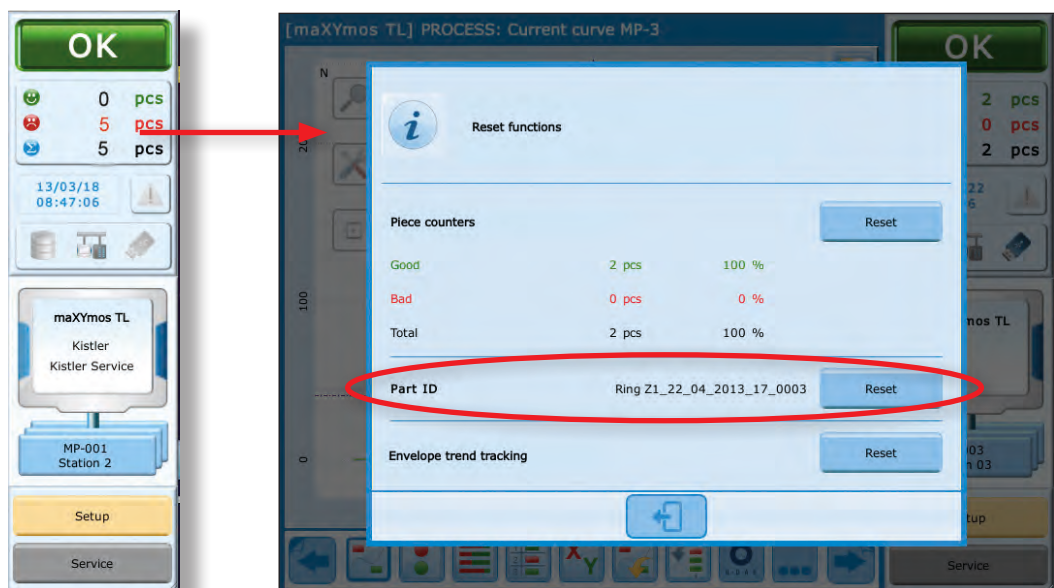 OK
0 pcs
5 pcs
5 pcs
13/03/18
08:47:06
maXYmos TL
Kistler
Kistler Service
MP-001
Station 2
Setup
Service
[maXYmos TL] PROCESS: Current curve MP-3
N
100
0
Reset functions
Piece counters Reset
Good 2 pcs 100 %
Bad 0 pcs 0 %
Total 2 pcs 100 %
Part ID Ring Z1_22_04_2013_17_0003 Reset
Envelope trend tracking Reset
X
Y
OK
2 pcs
0 pcs
2 pcs
22
6
mos TL
03
n 03
tup
Service